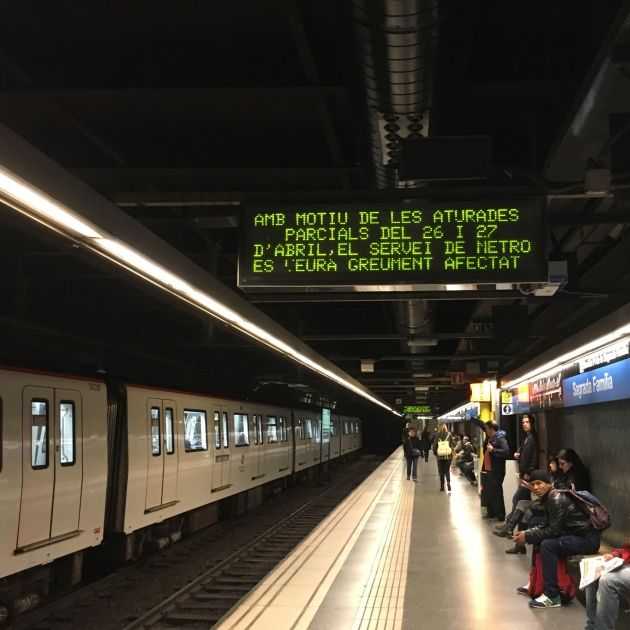 AMB MOTIU DE LES ATURADES
PARCIALS DEL 26 I 27
D'ABRIL,EL SERVEI DE METRO
ES VEURÀ GREUMENT AFECTAT
Sagrada Família